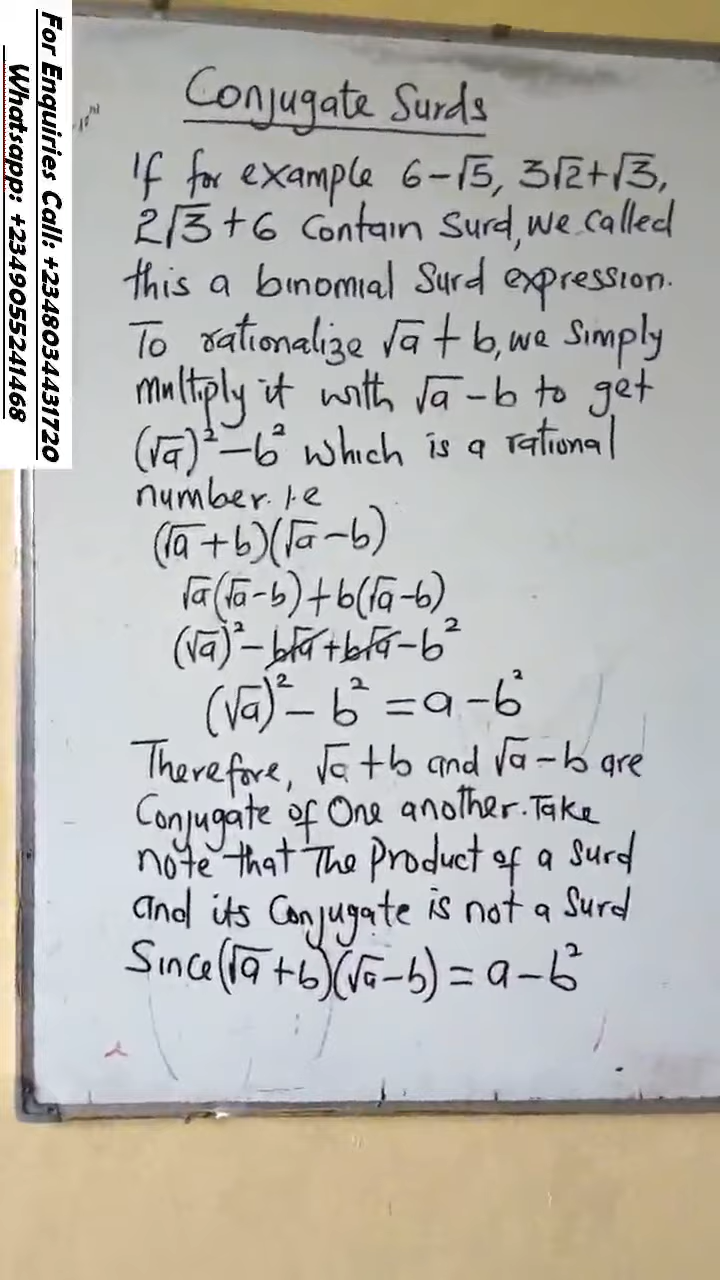 For Enquiries Call: +2348034431720
Whatsapp: +2349055241468
Conjugate Surds
If for example 6-√5, 3√2+√3,
2√3+6 Contain Surd, we called
this a binomial Surd expression.
To rationalize √a + b, we Simply
multiply it with √a - b to get
(√a)² - b² which is a rational
number. i.e
(√a + b)(√a - b)
√a(√a-b)+b(√a-b)
(√a)² - b√a + b√a - b²
(√a)² - b² = a - b²
Therefore, √a + b and √a - b are
Conjugate of One another. Take
note that The Product of a Surd
and its Conjugate is not a Surd
Since (√a + b)(√a - b) = a - b²